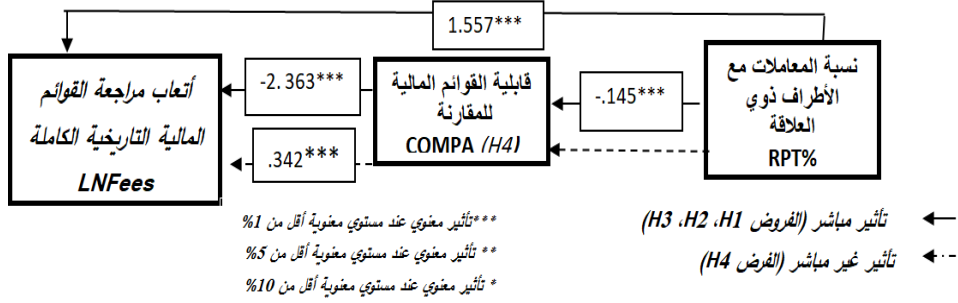 1.557***
نسبة المعاملات مع
الأطراف ذوي
العلاقة
RPT%
-.145***
قابلية القوائم المالية
للمقارنة
COMPA (H4)
-2. 363***
.342***
أتعاب مراجعة القوائم
المالية التاريخية الكاملة
LNFees
تأثير مباشر (الفروض H1، H2، H3)
تأثير غير مباشر (الفرض H4)
***تأثير معنوي عند مستوي معنوية أقل من 1%
** تأثير معنوي عند مستوي معنوية أقل من 5%
* تأثير معنوي عند مستوي معنوية أقل من 10%